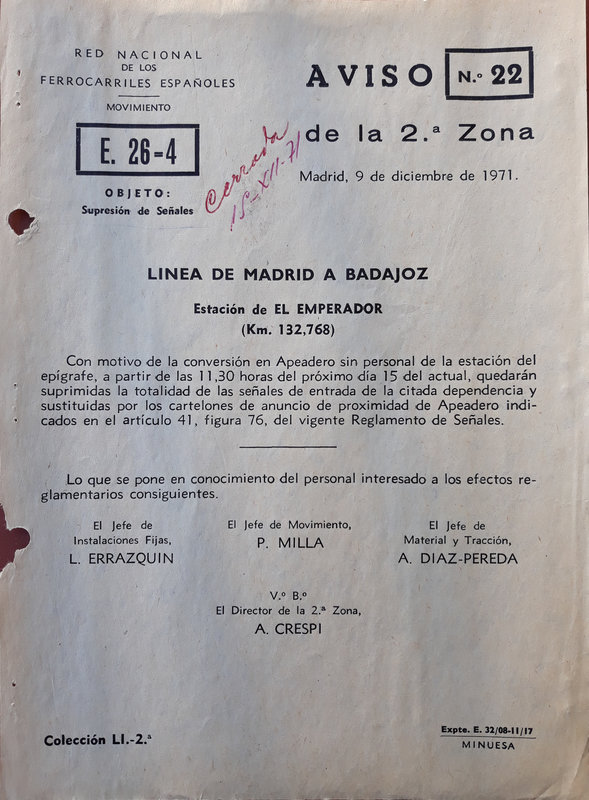 RED NACIONAL
DE LOS
FERROCARRILES ESPAÑOLES
MOVIMIENTO
E. 26=4
OBJETO:
Supresión de Señales
AVISO N.º 22
de la 2.ª Zona
Madrid, 9 de diciembre de 1971.
Cerrada
15-XII-71
LINEA DE MADRID A BADAJOZ
Estación de EL EMPERADOR
(Km. 132,768)
Con motivo de la conversión en Apeadero sin personal de la estación del
epígrafe, a partir de las 11,30 horas del próximo día 15 del actual, quedarán
suprimidas la totalidad de las señales de entrada de la citada dependencia y
sustituidas por los cartelones de anuncio de proximidad de Apeadero indi-
cados en el artículo 41, figura 76, del vigente Reglamento de Señales.
Lo que se pone en conocimiento del personal interesado a los efectos re-
glamentarios consiguientes.
El Jefe de
Instalaciones Fijas,
L. ERRAZQUIN
El Jefe de Movimiento,
P. MILLA
El Jefe de
Material y Tracción,
A. DIAZ-PEREDA
V.º B.º
El Director de la 2.ª Zona,
A. CRESPI
Colección LI.-2.ª
Expte. E. 32/08-11/17
MINUESA